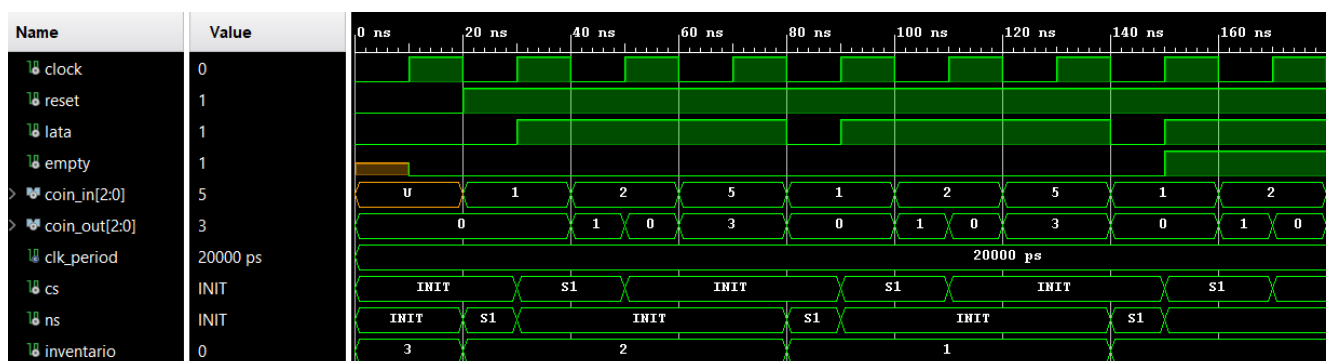 Name Value 0 ns 20 ns 40 ns 60 ns 80 ns 100 ns 120 ns 140 ns 160 ns
clock 0
reset 1
lata 1
empty 1
coin_in[2:0] 5 U 1 2 5 1 2 5 1 2
coin_out[2:0] 3 0 1 0 3 0 1 0 3 0 1 0
clk_period 20000 ps 20000 ps
cs INIT INIT S1 INIT S1 INIT S1
ns INIT INIT S1 INIT S1 INIT S1
inventario 0 3 2 1